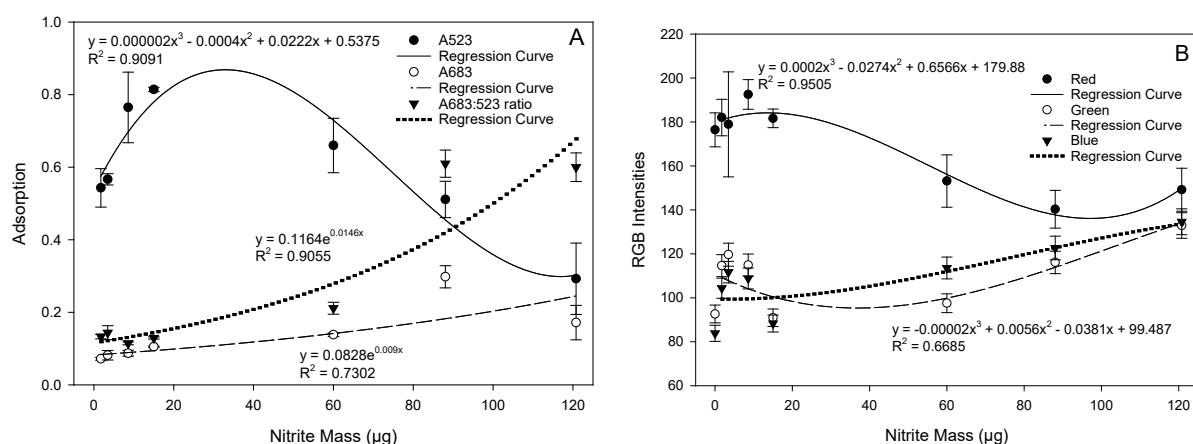 A
y = 0.000002x³ - 0.0004x² + 0.0222x + 0.5375
R² = 0.9091
A523
Regression Curve
A683
Regression Curve
A683:523 ratio
Regression Curve
y = 0.1164e^0.0146x
R² = 0.9055
y = 0.0828e^0.009x
R² = 0.7302
1.0
0.8
0.6
0.4
0.2
0.0
Adsorption
0 20 40 60 80 100 120
Nitrite Mass (μg)
B
y = 0.0002x³ - 0.0274x² + 0.6566x + 179.88
R² = 0.9505
Red
Regression Curve
Green
Regression Curve
Blue
Regression Curve
y = -0.00002x³ + 0.0056x² - 0.0381x + 99.487
R² = 0.6685
220
200
180
160
140
120
100
80
60
RGB Intensities
0 20 40 60 80 100 120
Nitrite Mass (μg)